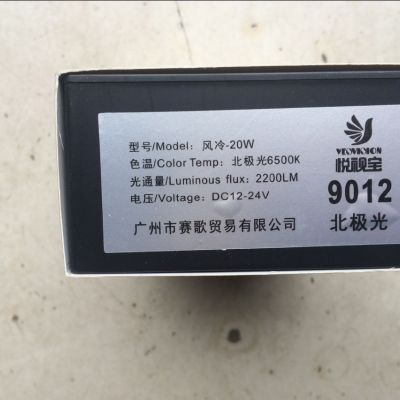 型号/Model: 风冷-20W
色温/Color Temp: 北极光6500K
光通量/Luminous flux: 2200LM
电压/Voltage: DC12-24V
广州市赛歌贸易有限公司
悦视宝
9012
北极光